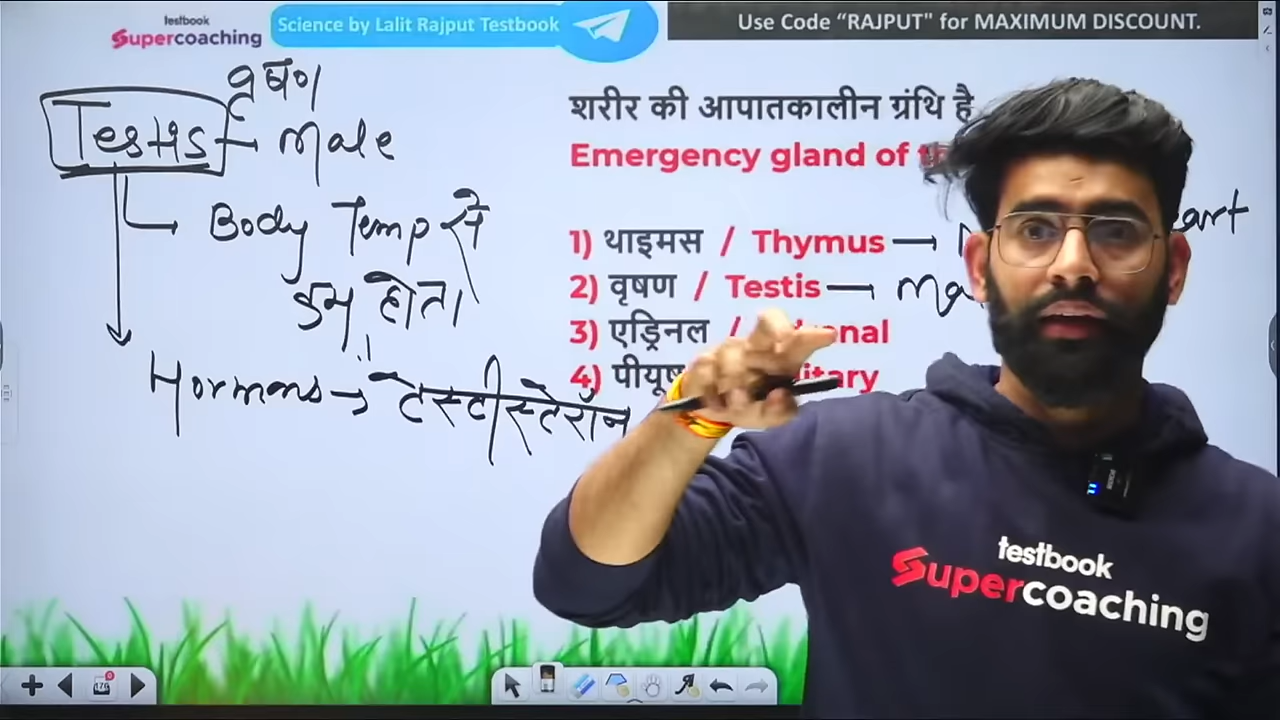 testbook
Supercoaching
Science by Lalit Rajput Testbook
Use Code “RAJPUT" for MAXIMUM DISCOUNT.
वृषण
Testis → Male
Body Temp से
कम होता
Hormons → टेस्टीस्टेरॉन
शरीर की आपातकालीन ग्रंथि है
Emergency gland of
1) थाइमस / Thymus
2) वृषण / Testis
3) एड्रिनल /
4)
testbook
Supercoaching